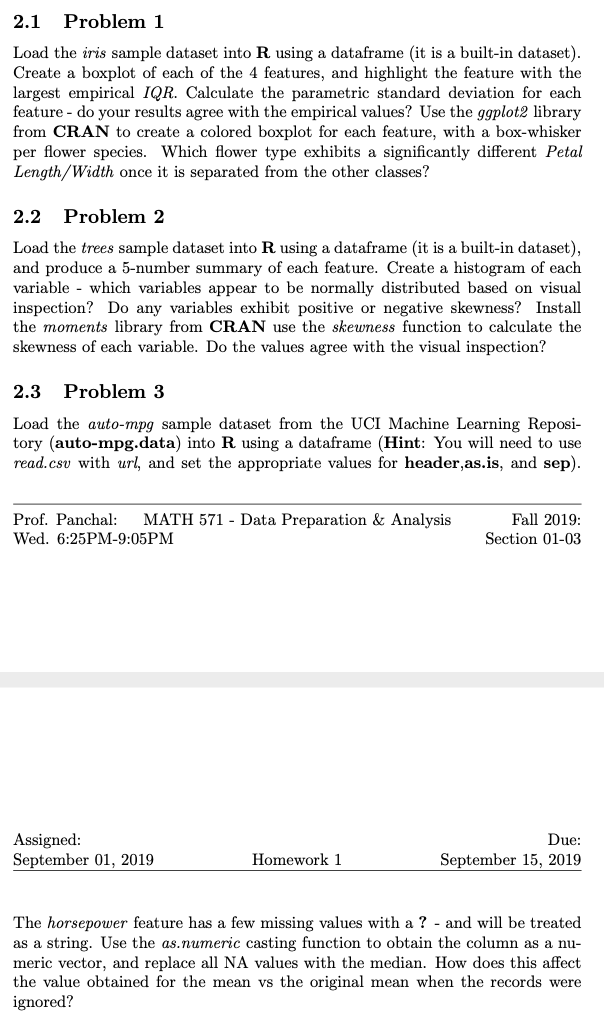 2.1 Problem 1
Load the iris sample dataset into R using a dataframe (it is a built-in dataset).
Create a boxplot of each of the 4 features, and highlight the feature with the
largest empirical IQR. Calculate the parametric standard deviation for each
feature - do your results agree with the empirical values? Use the ggplot2 library
from CRAN to create a colored boxplot for each feature, with a box-whisker
per flower species. Which flower type exhibits a significantly different Petal
Length/Width once it is separated from the other classes?
2.2 Problem 2
Load the trees sample dataset into R using a dataframe (it is a built-in dataset),
and produce a 5-number summary of each feature. Create a histogram of each
variable - which variables appear to be normally distributed based on visual
inspection? Do any variables exhibit positive or negative skewness? Install
the moments library from CRAN use the skewness function to calculate the
skewness of each variable. Do the values agree with the visual inspection?
2.3 Problem 3
Load the auto-mpg sample dataset from the UCI Machine Learning Reposi-
tory (auto-mpg.data) into R using a dataframe (Hint: You will need to use
read.csv with url, and set the appropriate values for header,as.is, and sep).
Prof. Panchal: MATH 571 - Data Preparation & Analysis Fall 2019:
Wed. 6:25PM-9:05PM Section 01-03
Assigned: Due:
September 01, 2019 Homework 1 September 15, 2019
The horsepower feature has a few missing values with a ? - and will be treated
as a string. Use the as.numeric casting function to obtain the column as a nu-
meric vector, and replace all NA values with the median. How does this affect
the value obtained for the mean vs the original mean when the records were
ignored?